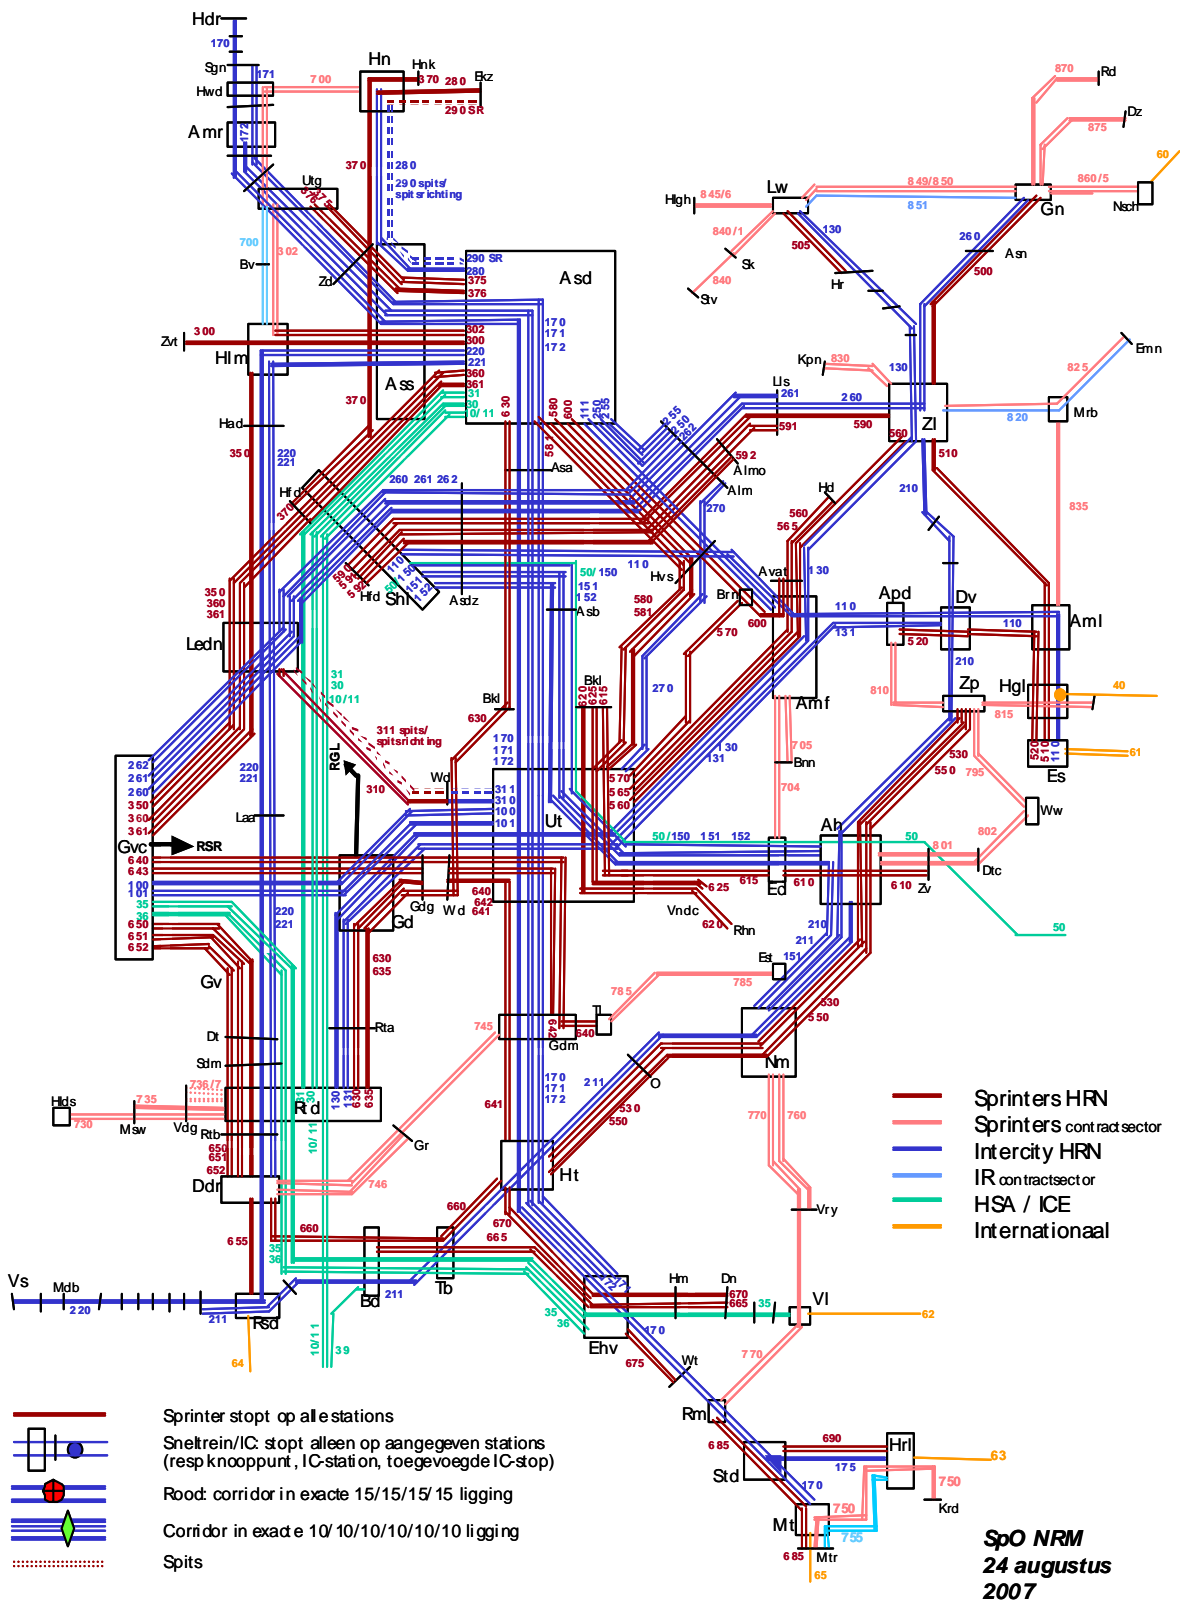 Hdr
170
Sgn
171
Hwd
700
Amr
172
Hn
Hnk
370
280
Ekz
290 SR
370
280
290 spits/
spitsrichting
Utg
375
376
700
302
Bv
Zd
290 SR
280
375
376
Asd
170
171
172
302
300
220
221
360
361
31
30
10/11
Zvt
300
Hlm
Ass
370
Had
350
220
221
630
581
580
600
111
250
255
Asa
Lls
261
260
591
590
560
592
Almo
Alm
255
250
262
270
870
Rd
Dz
875
60
Lw
849/850
851
860/5
Gn
Nsch
Hlgh
845/6
840/1
Sk
840
Stv
505
130
Hr
260
Asn
500
Kpn
830
130
Zl
510
210
Emn
825
820
Mrb
835
Hfd
370
260 261 262
Hfd
Shl
110
50/150
151
152
Asdz
50/150
151
152
Asb
110
Hvs
580
581
570
Brn
600
Hd
560
565
Avat
130
Amf
110
131
Apd
520
Dv
210
110
Aml
Hgl
40
810
Zp
815
530
550
795
520
510
110
Es
61
350
360
361
Ledn
31
30
10/11
311 spits/
spitsrichting
RGL
310
Bkl
630
170
171
172
Bkl
620
625
615
270
130
131
705
Bnn
704
262
261
260
350
360
361
Gvc
RSR
640
643
100
101
35
36
650
651
652
Gv
220
221
Laa
220
221
Wd
311
310
100
101
Ut
570
565
560
50/150 151 152
Gd
Gdg
Wd
640
642
641
615
Ed
610
625
Vndc
620
Rhn
Ah
801
610
Zv
802
Dtc
Ww
50
50
630
635
Dt
Sdm
Rta
745
642
Gdm
Tl
640
785
785
Est
210
211
151
530
550
Nm
Hlds
730
735
Msw
736/7
Vdg
Rtb
31
30
Rtd
130
131
630
635
10/11
170
171
172
211
O
530
550
770
760
650
651
652
Ddr
Gr
746
641
Ht
655
660
35
36
660
670
665
Vry
Vs
Mdb
220
211
Rsd
64
Bd
211
Tb
10/11
39
172
171
Ehv
35
36
Hm
Dn
670
665
35
Vl
62
170
675
Wt
770
Rm
685
Std
690
175
Hrl
63
170
750
750
Krd
Mt
755
685
Mtr
65
Sprinters HRN
Sprinters contractsector
Intercity HRN
IR contractsector
HSA / ICE
Internationaal
Sprinter stopt op alle stations
Sneltrein/IC: stopt alleen op aangegeven stations
(resp knooppunt, IC-station, toegevoegde IC-stop)
Rood: corridor in exacte 15/15/15/15 ligging
Corridor in exacte 10/10/10/10/10/10 ligging
Spits
SpO NRM
24 augustus
2007